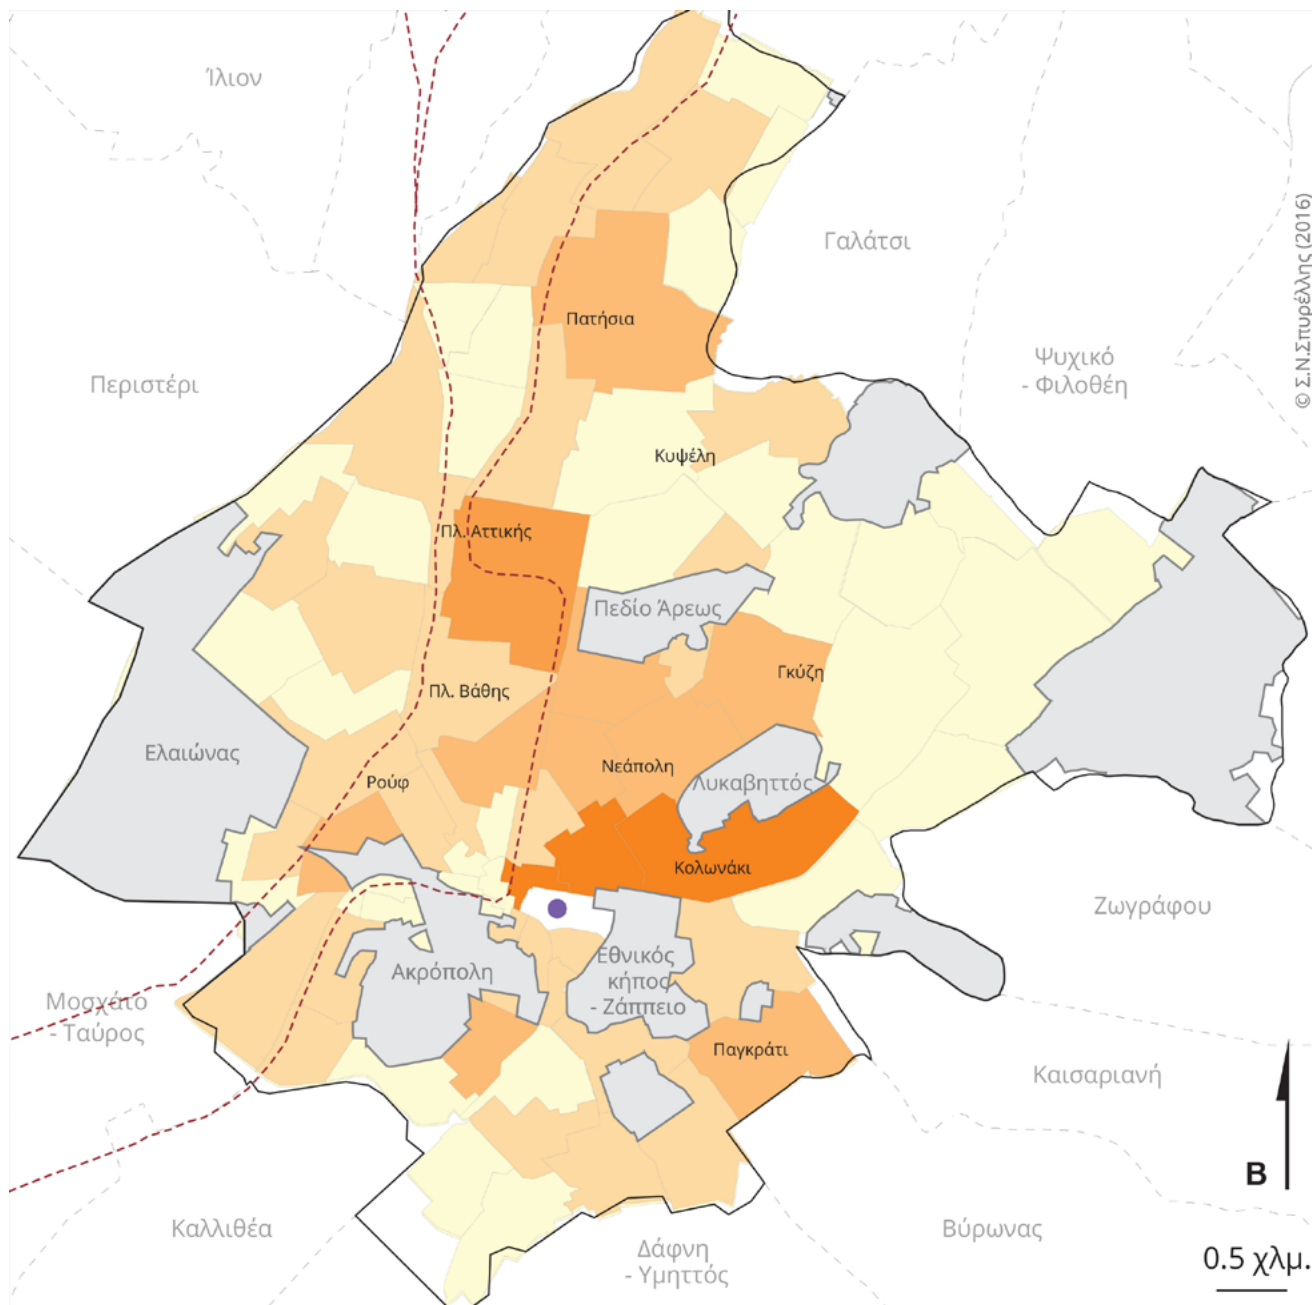 Ίλιον
© Σ.Ν.Σπυρέλλης (2016)
Γαλάτσι
Πατήσια
Ψυχικό
- Φιλοθέη
Περιστέρι
Κυψέλη
Πλ. Αττικής
Πεδίο Άρεως
Γκύζη
Πλ. Βάθης
Ελαιώνας
Νεάπολη
Ρούφ
Λυκαβηττός
Κολωνάκι
Ζωγράφου
Εθνικός
κήπος
- Ζάππειο
Ακρόπολη
Μοσχάτο
- Ταύρος
Παγκράτι
Καισαριανή
Β
Καλλιθέα
Βύρωνας
Δάφνη
- Υμηττός
0.5 χλμ.